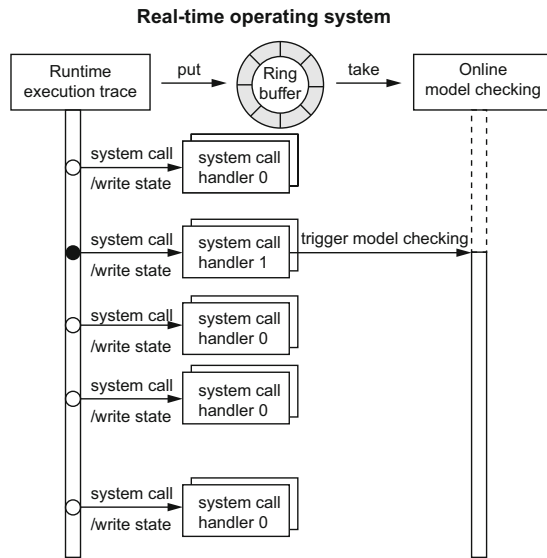 Real-time operating system
Runtime
execution trace
put
Ring
buffer
take
Online
model checking
system call
/write state
system call
handler 0
system call
/write state
system call
handler 1
trigger model checking
system call
/write state
system call
handler 0
system call
/write state
system call
handler 0
system call
/write state
system call
handler 0